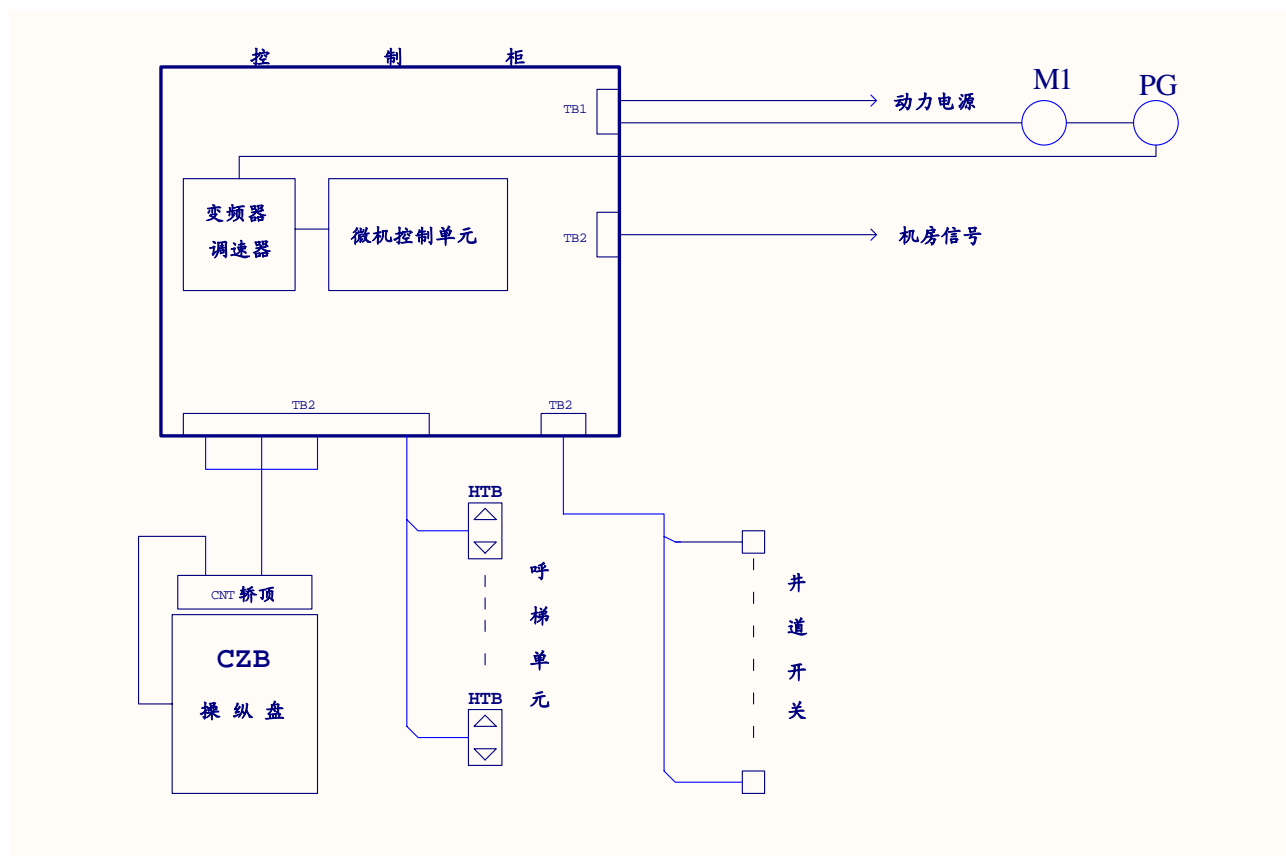 控 制 柜
M1
PG
TB1
动力电源
变频器
调速器
微机控制单元
TB2
机房信号
TB2
TB2
HTB
呼
梯
单
元
井
道
开
关
CNT 轿顶
CZB
操 纵 盘
HTB